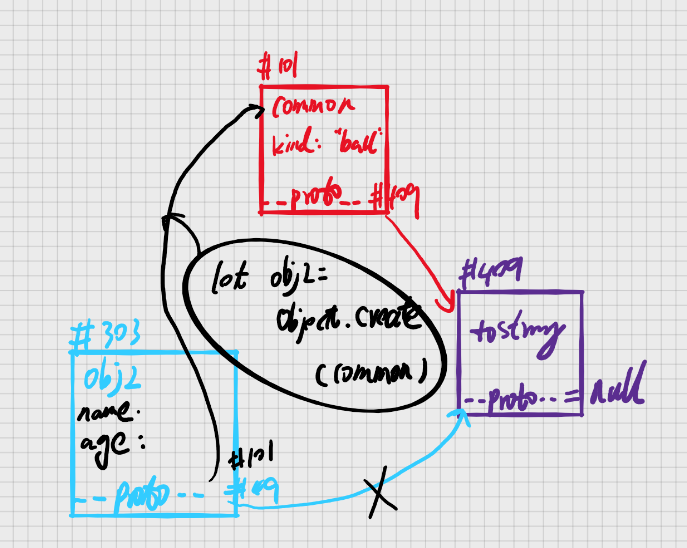 #101
common
kind: "ball"
--proto-- #409
#409
tostring
--proto-- = null
let obj2 =
object.create
(common)
#303
obj2
name:
age:
#101
--proto-- #409